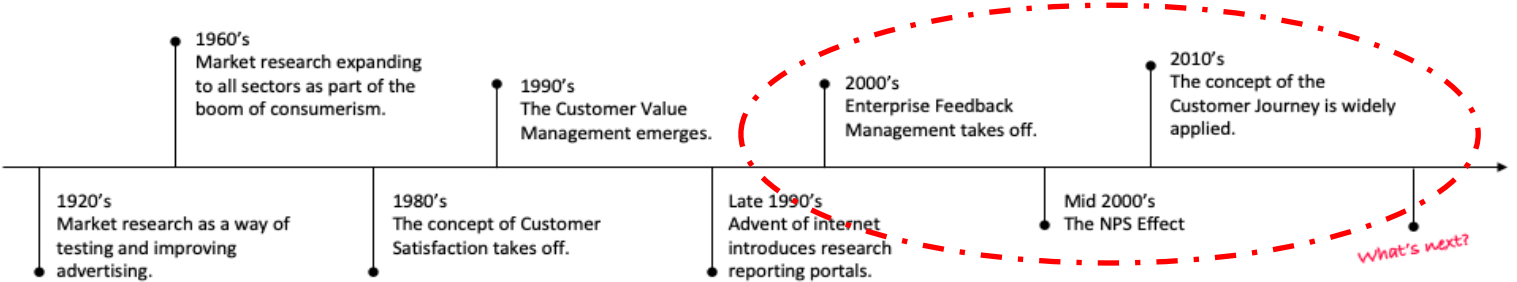 1960’s
Market research expanding
to all sectors as part of the
boom of consumerism.
1990’s
The Customer Value
Management emerges.
2000’s
Enterprise Feedback
Management takes off.
2010’s
The concept of the
Customer Journey is widely
applied.
1920’s
Market research as a way of
testing and improving
advertising.
1980’s
The concept of Customer
Satisfaction takes off.
Late 1990’s
Advent of internet
introduces research
reporting portals.
Mid 2000’s
The NPS Effect
What's next?